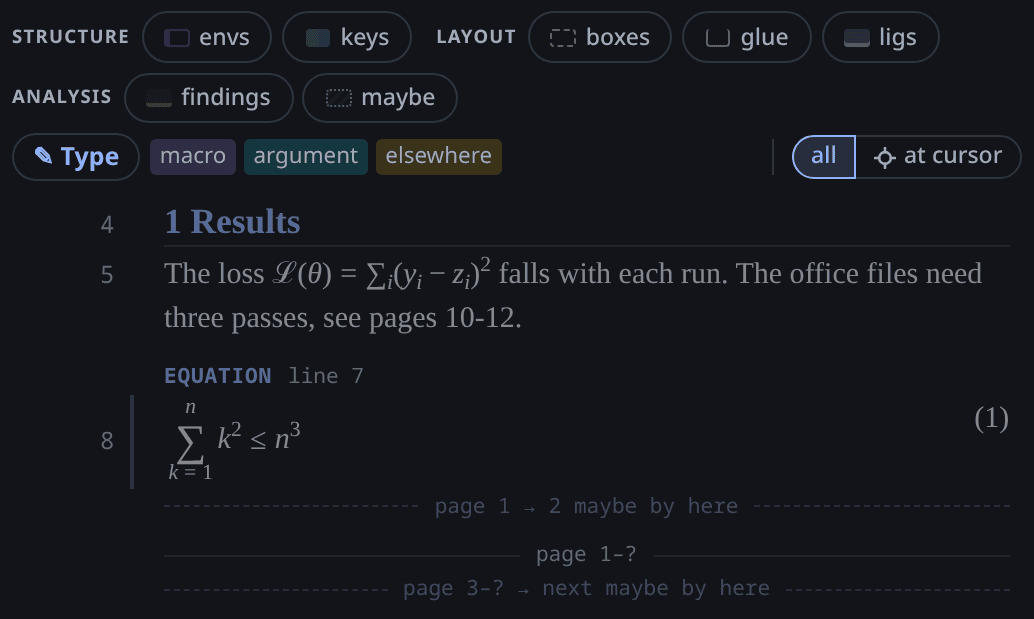 STRUCTURE envs keys LAYOUT boxes glue ligs
ANALYSIS findings maybe
✎ Type macro argument elsewhere all at cursor
4 1 Results
5 The loss ℒ(θ) = ∑ᵢ(yᵢ − zᵢ)² falls with each run. The office files need
three passes, see pages 10-12.
EQUATION line 7
n
8 ∑ k² ≤ n³ (1)
k = 1
page 1 → 2 maybe by here
page 1–?
page 3–? → next maybe by here